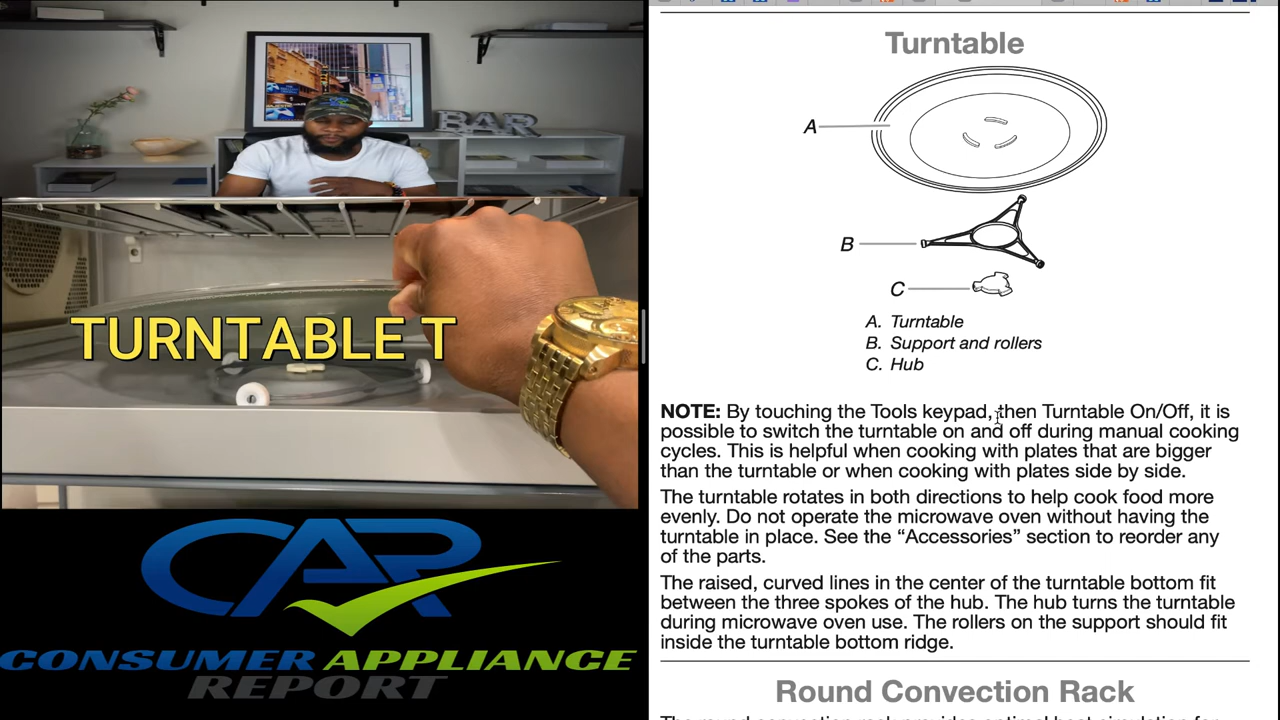 BAR
TURNTABLE T
CAR
CONSUMER APPLIANCE
REPORT
Turntable
A
B
C
A. Turntable
B. Support and rollers
C. Hub
NOTE: By touching the Tools keypad, then Turntable On/Off, it is
possible to switch the turntable on and off during manual cooking
cycles. This is helpful when cooking with plates that are bigger
than the turntable or when cooking with plates side by side.
The turntable rotates in both directions to help cook food more
evenly. Do not operate the microwave oven without having the
turntable in place. See the “Accessories” section to reorder any
of the parts.
The raised, curved lines in the center of the turntable bottom fit
between the three spokes of the hub. The hub turns the turntable
during microwave oven use. The rollers on the support should fit
inside the turntable bottom ridge.
Round Convection Rack